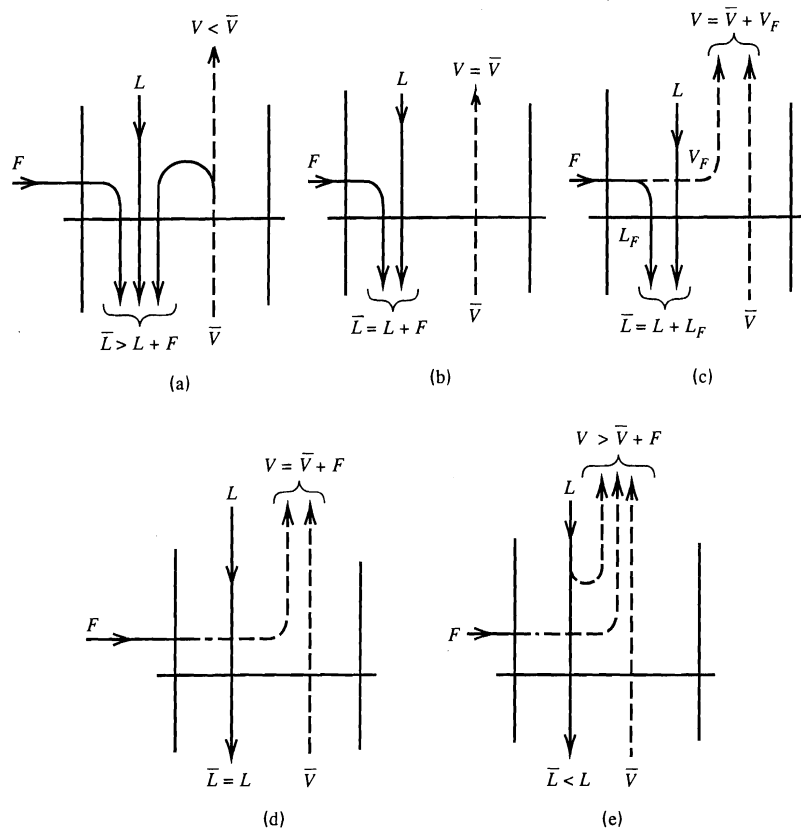 V < V̅
L
F
L̅ > L + F
V̅
(a)
V = V̅
L
F
L̅ = L + F
V̅
(b)
V = V̅ + V_F
L
F
V_F
L_F
L̅ = L + L_F
V̅
(c)
V = V̅ + F
L
F
L̅ = L
V̅
(d)
V > V̅ + F
L
F
L̅ < L
V̅
(e)